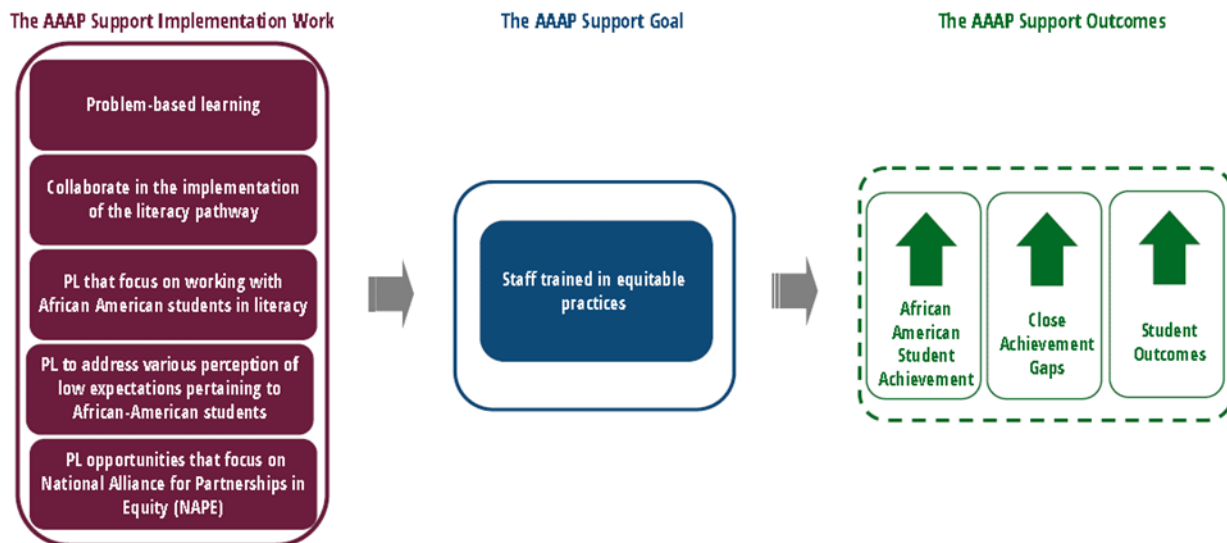 The AAAP Support Implementation Work
Problem-based learning
Collaborate in the implementation
of the literacy pathway
PL that focus on working with
African American students in literacy
PL to address various perception of
low expectations pertaining to
African-American students
PL opportunities that focus on
National Alliance for Partnerships in
Equity (NAPE)
The AAAP Support Goal
Staff trained in equitable
practices
The AAAP Support Outcomes
African
American
Student
Achievement
Close
Achievement
Gaps
Student
Outcomes